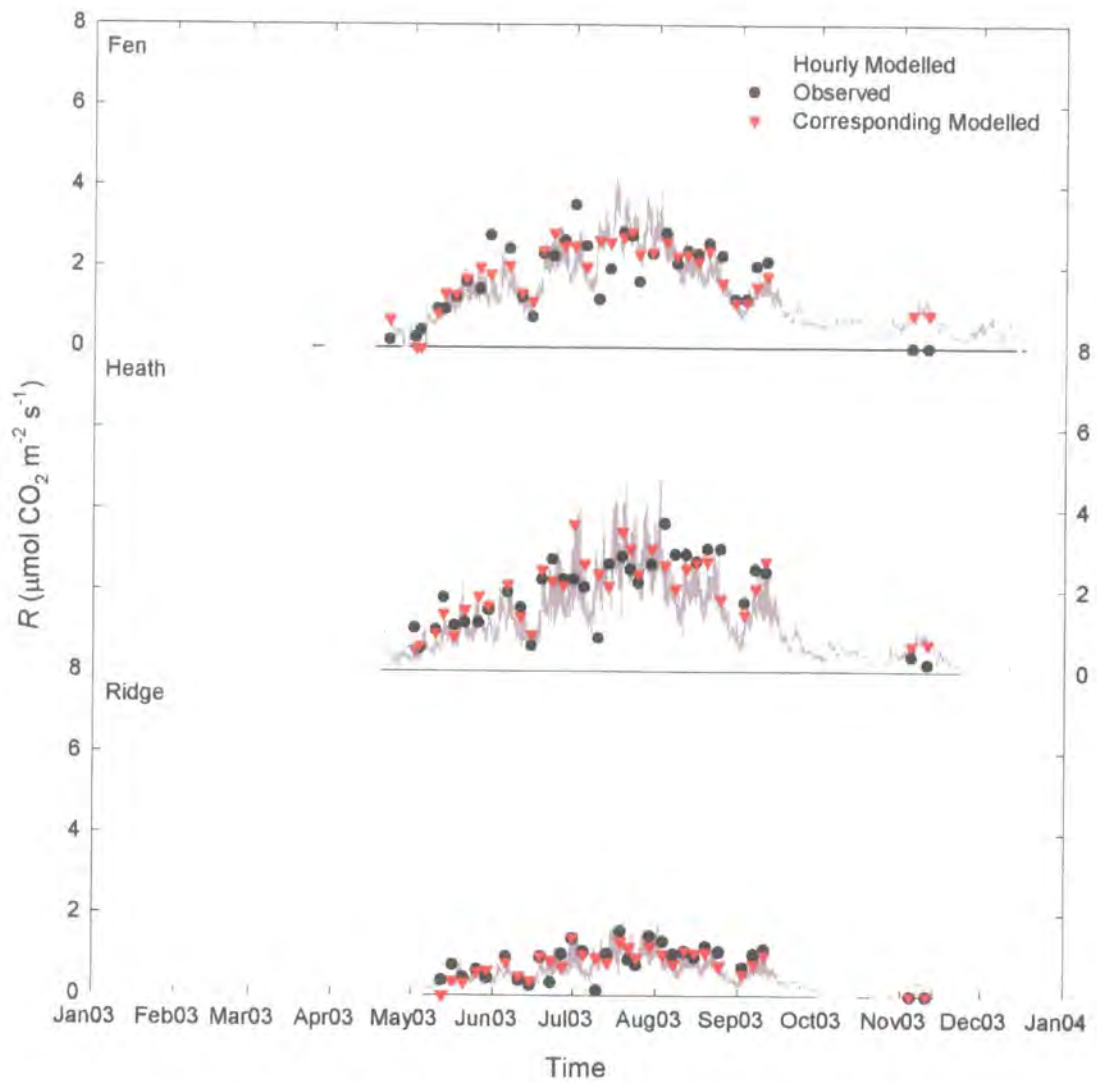 8
Fen
Hourly Modelled
Observed
Corresponding Modelled
6
4
2
0
Heath
8
6
4
2
0
R (µmol CO₂ m⁻² s⁻¹)
8
Ridge
6
4
2
0
Jan03 Feb03 Mar03 Apr03 May03 Jun03 Jul03 Aug03 Sep03 Oct03 Nov03 Dec03 Jan04
Time